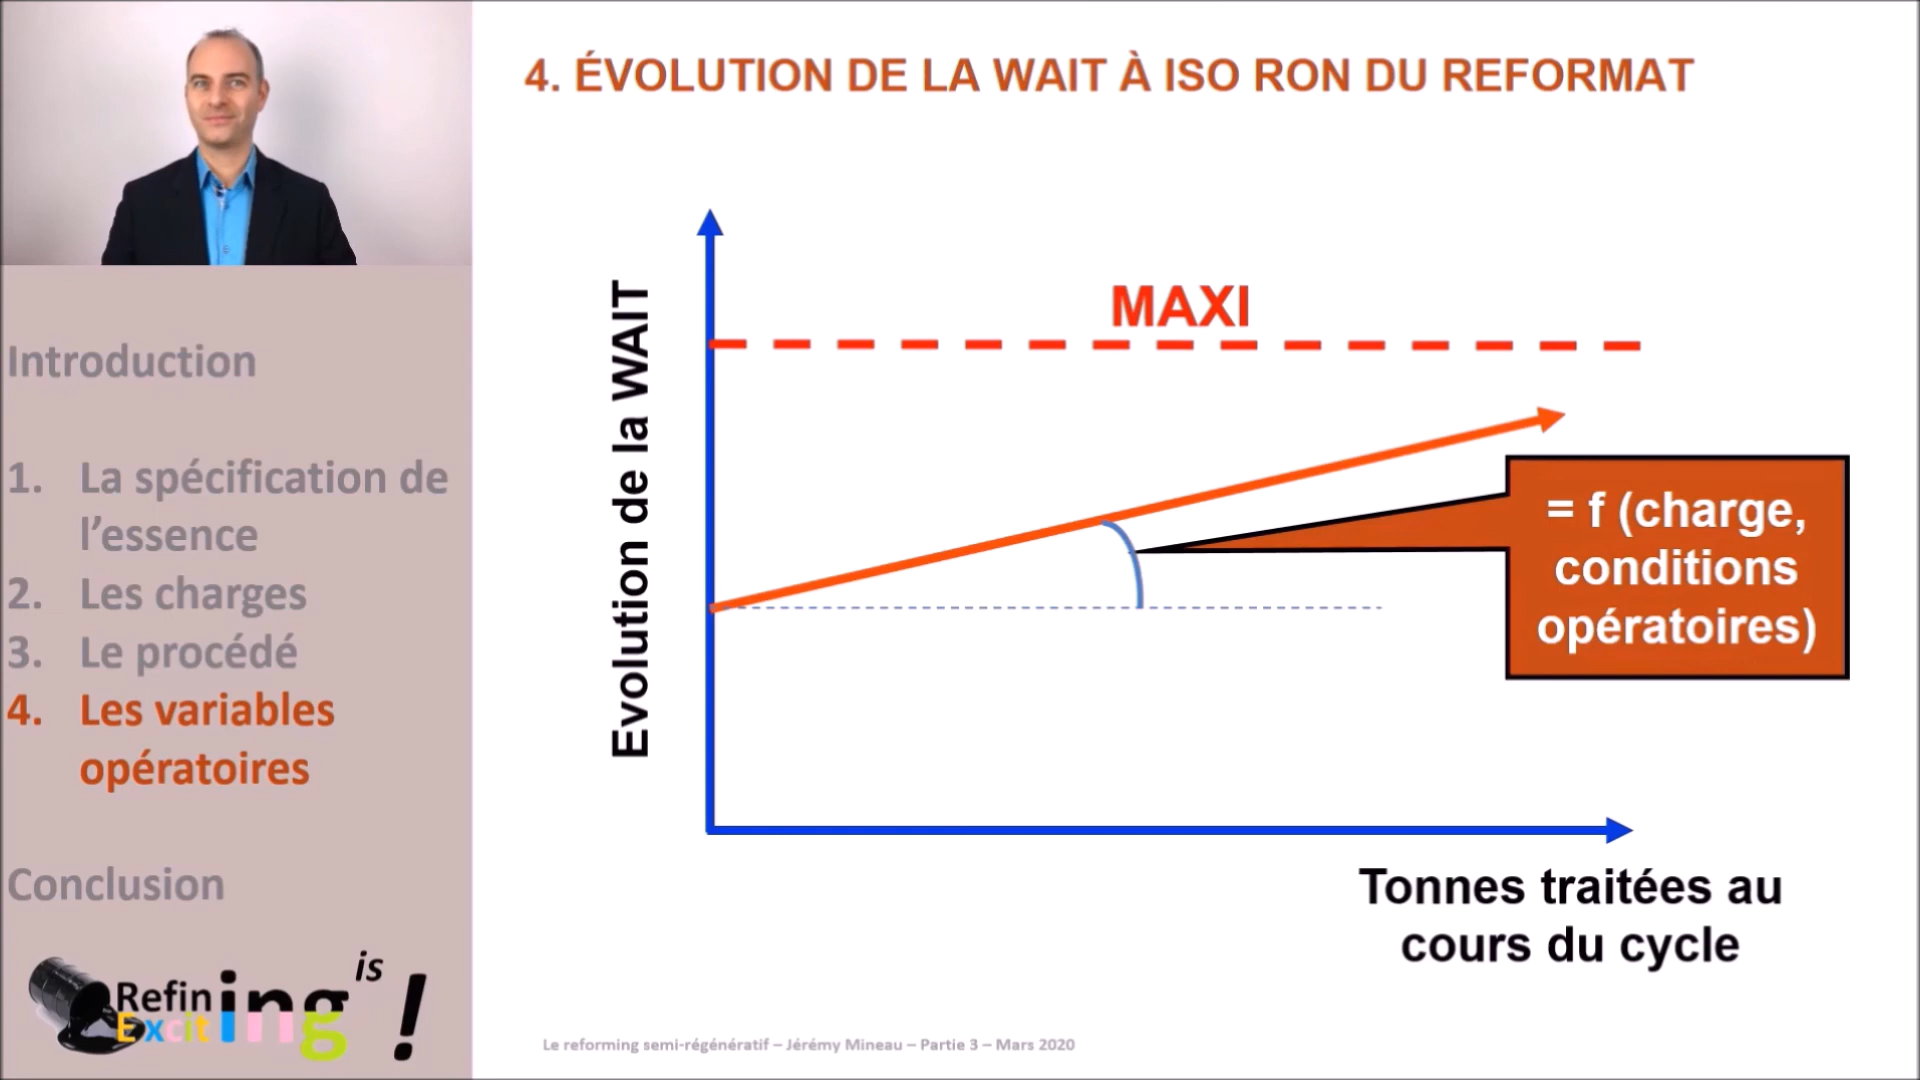 4. ÉVOLUTION DE LA WAIT À ISO RON DU REFORMAT
Introduction
1. La spécification de
l’essence
2. Les charges
3. Le procédé
4. Les variables
opératoires
Conclusion
Refining is
Exciting !
Evolution de la WAIT
MAXI
= f (charge,
conditions
opératoires)
Tonnes traitées au
cours du cycle
Le reforming semi-régénératif – Jérémy Mineau – Partie 3 – Mars 2020